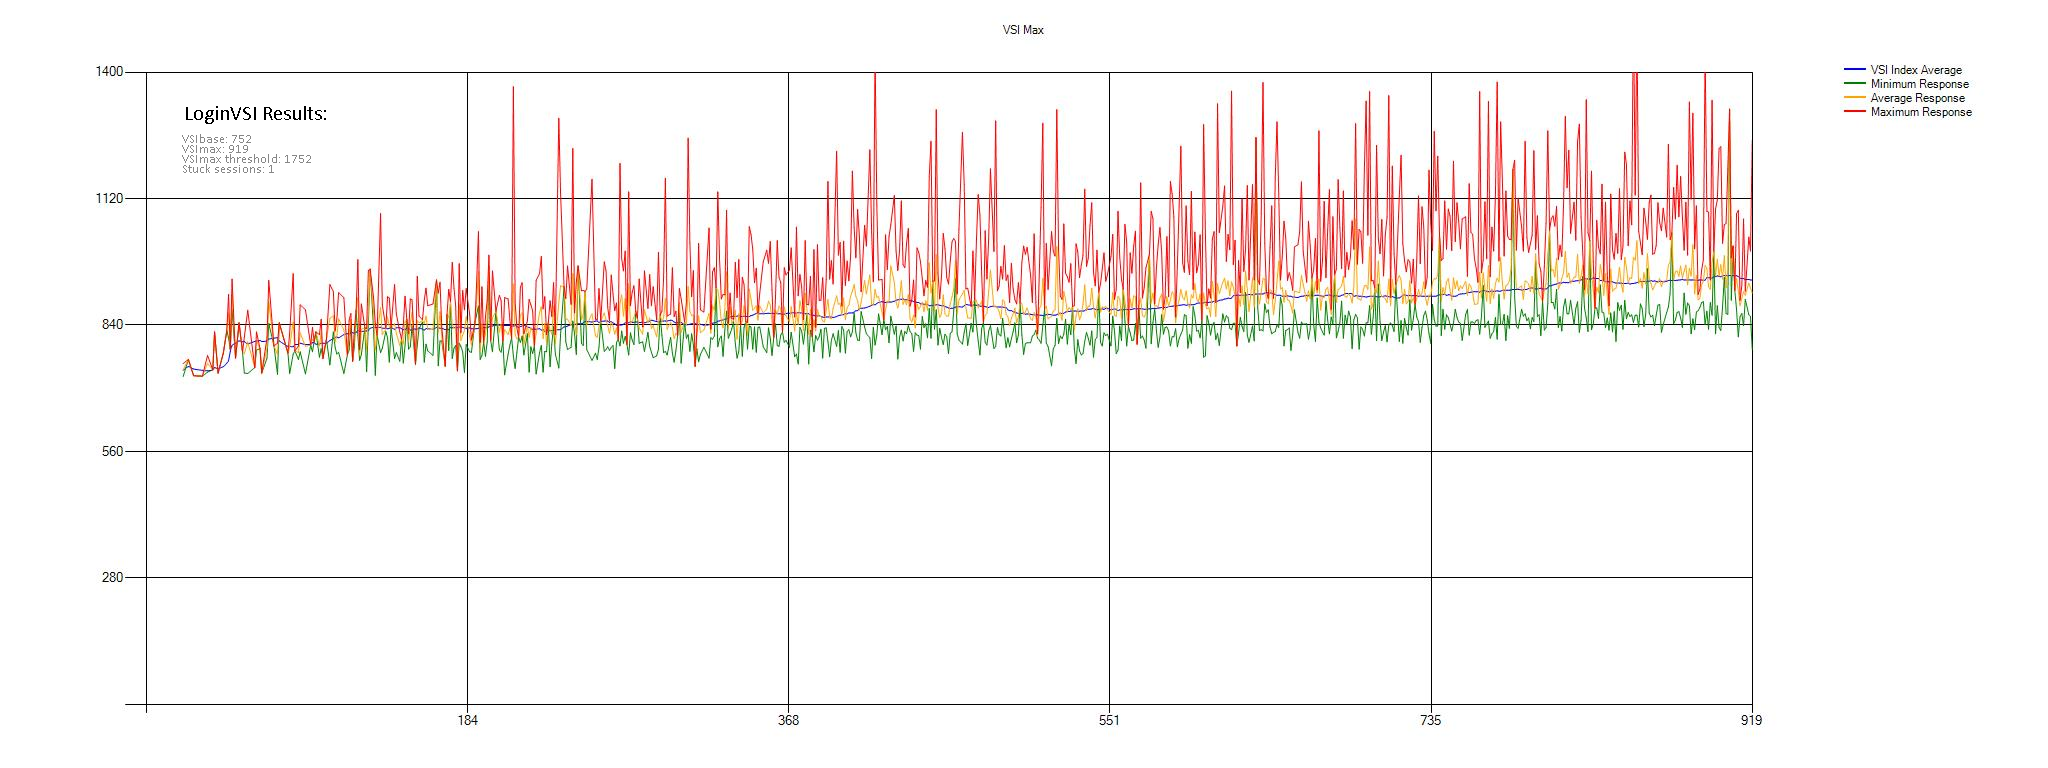 VSI Max
1400
1120
840
560
280
LoginVSI Results:
VSIbase: 752
VSImax: 919
VSImax threshold: 1752
Stuck sessions: 1
VSI Index Average
Minimum Response
Average Response
Maximum Response
184
368
551
735
919